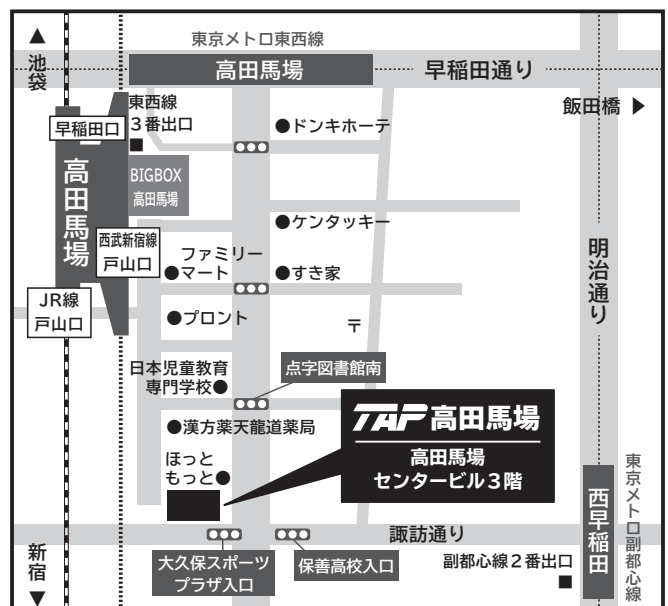 東京メトロ東西線
▲
池袋
高田馬場
早稲田通り
飯田橋 ▶
東西線
3番出口
■
早稲田口
高田馬場
●ドンキホーテ
BIGBOX
高田馬場
●ケンタッキー
西武新宿線
戸山口
ファミリー
●マート
●すき家
明治通り
JR線
戸山口
●プロント
〒
日本児童教育
専門学校●
点字図書館南
●漢方薬天龍道薬局
TAP 高田馬場
高田馬場
センタービル3階
ほっと
もっと●
諏訪通り
西早稲田
東京メトロ副都心線
大久保スポーツ
プラザ入口
保善高校入口
副都心線2番出口
■
新宿
▼